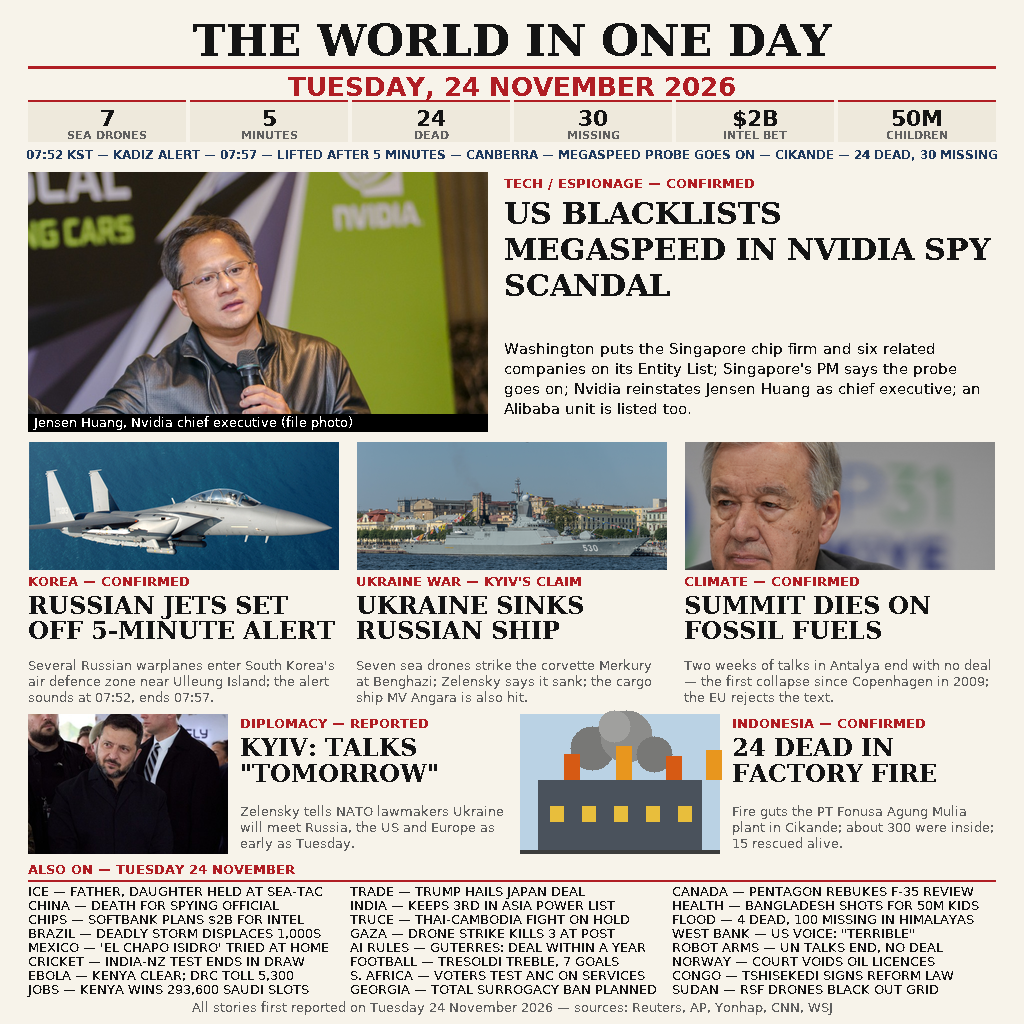 THE WORLD IN ONE DAY
TUESDAY, 24 NOVEMBER 2026
7
SEA DRONES
5
MINUTES
24
DEAD
30
MISSING
$2B
INTEL BET
50M
CHILDREN
07:52 KST — KADIZ ALERT — 07:57 — LIFTED AFTER 5 MINUTES — CANBERRA — MEGASPEED PROBE GOES ON — CIKANDE — 24 DEAD, 30 MISSING
NG CARS
NVIDIA
Jensen Huang, Nvidia chief executive (file photo)
TECH / ESPIONAGE — CONFIRMED
US BLACKLISTS
MEGASPEED IN NVIDIA SPY
SCANDAL
Washington puts the Singapore chip firm and six related
companies on its Entity List; Singapore's PM says the probe
goes on; Nvidia reinstates Jensen Huang as chief executive; an
Alibaba unit is listed too.
KOREA — CONFIRMED
RUSSIAN JETS SET
OFF 5-MINUTE ALERT
Several Russian warplanes enter South Korea's
air defence zone near Ulleung Island; the alert
sounds at 07:52, ends 07:57.
530
UKRAINE WAR — KYIV'S CLAIM
UKRAINE SINKS
RUSSIAN SHIP
Seven sea drones strike the corvette Merkury
at Benghazi; Zelensky says it sank; the cargo
ship MV Angara is also hit.
P31
CLIMATE — CONFIRMED
SUMMIT DIES ON
FOSSIL FUELS
Two weeks of talks in Antalya end with no deal
— the first collapse since Copenhagen in 2009;
the EU rejects the text.
DIPLOMACY — REPORTED
KYIV: TALKS
"TOMORROW"
Zelensky tells NATO lawmakers Ukraine
will meet Russia, the US and Europe as
early as Tuesday.
INDONESIA — CONFIRMED
24 DEAD IN
FACTORY FIRE
Fire guts the PT Fonusa Agung Mulia
plant in Cikande; about 300 were inside;
15 rescued alive.
ALSO ON — TUESDAY 24 NOVEMBER
ICE — FATHER, DAUGHTER HELD AT SEA-TAC
CHINA — DEATH FOR SPYING OFFICIAL
CHIPS — SOFTBANK PLANS $2B FOR INTEL
BRAZIL — DEADLY STORM DISPLACES 1,000S
MEXICO — 'EL CHAPO ISIDRO' TRIED AT HOME
CRICKET — INDIA-NZ TEST ENDS IN DRAW
EBOLA — KENYA CLEAR; DRC TOLL 5,300
JOBS — KENYA WINS 293,600 SAUDI SLOTS
TRADE — TRUMP HAILS JAPAN DEAL
INDIA — KEEPS 3RD IN ASIA POWER LIST
TRUCE — THAI-CAMBODIA FIGHT ON HOLD
GAZA — DRONE STRIKE KILLS 3 AT POST
AI RULES — GUTERRES: DEAL WITHIN A YEAR
FOOTBALL — TRESOLDI TREBLE, 7 GOALS
S. AFRICA — VOTERS TEST ANC ON SERVICES
GEORGIA — TOTAL SURROGACY BAN PLANNED
CANADA — PENTAGON REBUKES F-35 REVIEW
HEALTH — BANGLADESH SHOTS FOR 50M KIDS
FLOOD — 4 DEAD, 100 MISSING IN HIMALAYAS
WEST BANK — US VOICE: "TERRIBLE"
ROBOT ARMS — UN TALKS END, NO DEAL
NORWAY — COURT VOIDS OIL LICENCES
CONGO — TSHISEKEDI SIGNS REFORM LAW
SUDAN — RSF DRONES BLACK OUT GRID
All stories first reported on Tuesday 24 November 2026 — sources: Reuters, AP, Yonhap, CNN, WSJ